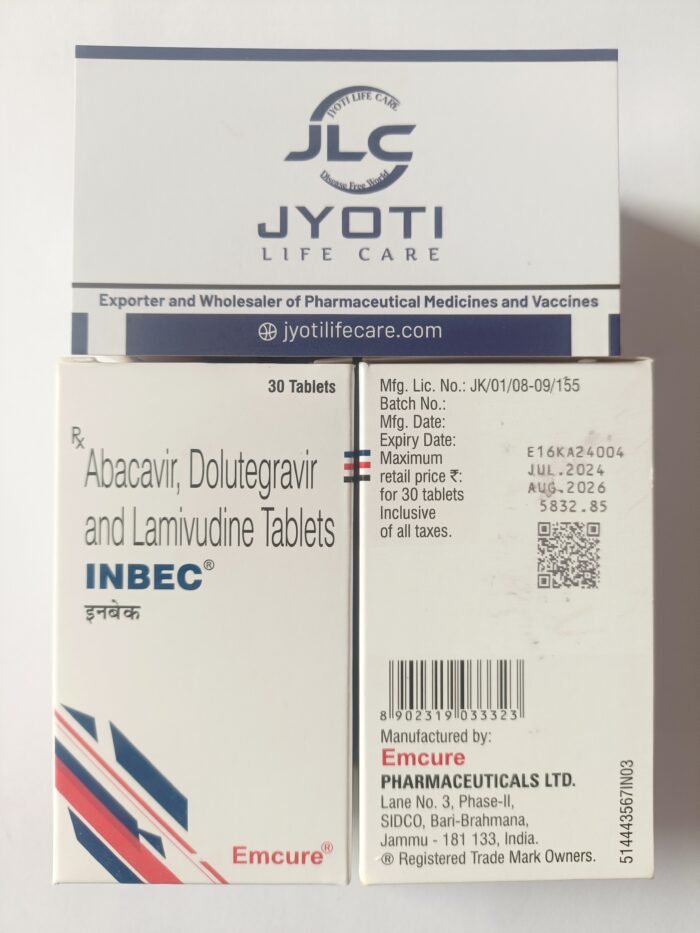 JYOTI LIFE CARE
JLC
Disease Free World
JYOTI
LIFE CARE
Exporter and Wholesaler of Pharmaceutical Medicines and Vaccines
jyotilifecare.com
30 Tablets
Rx
Abacavir, Dolutegravir
and Lamivudine Tablets
INBEC®
इनबेक
Emcure®
Mfg. Lic. No.: JK/01/08-09/155
Batch No.:
Mfg. Date:
Expiry Date:
Maximum
retail price ₹:
for 30 tablets
Inclusive
of all taxes.
E16KA24004
JUL.2024
AUG.2026
5832.85
8 902319 033323
Manufactured by:
Emcure
PHARMACEUTICALS LTD.
Lane No. 3, Phase-II,
SIDCO, Bari-Brahmana,
Jammu - 181 133, India.
® Registered Trade Mark Owners.
514443567IN03